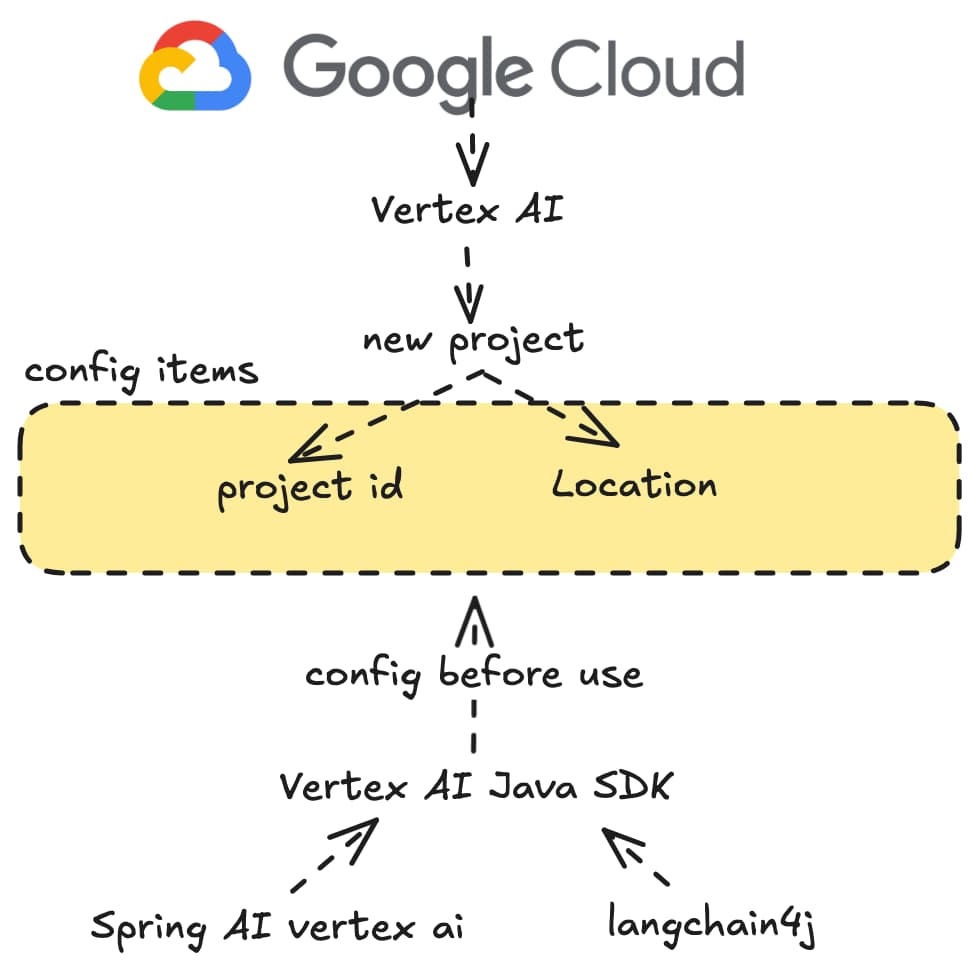 Google Cloud
Vertex AI
new project
config items
project id
Location
config before use
Vertex AI Java SDK
Spring AI vertex ai
langchain4j